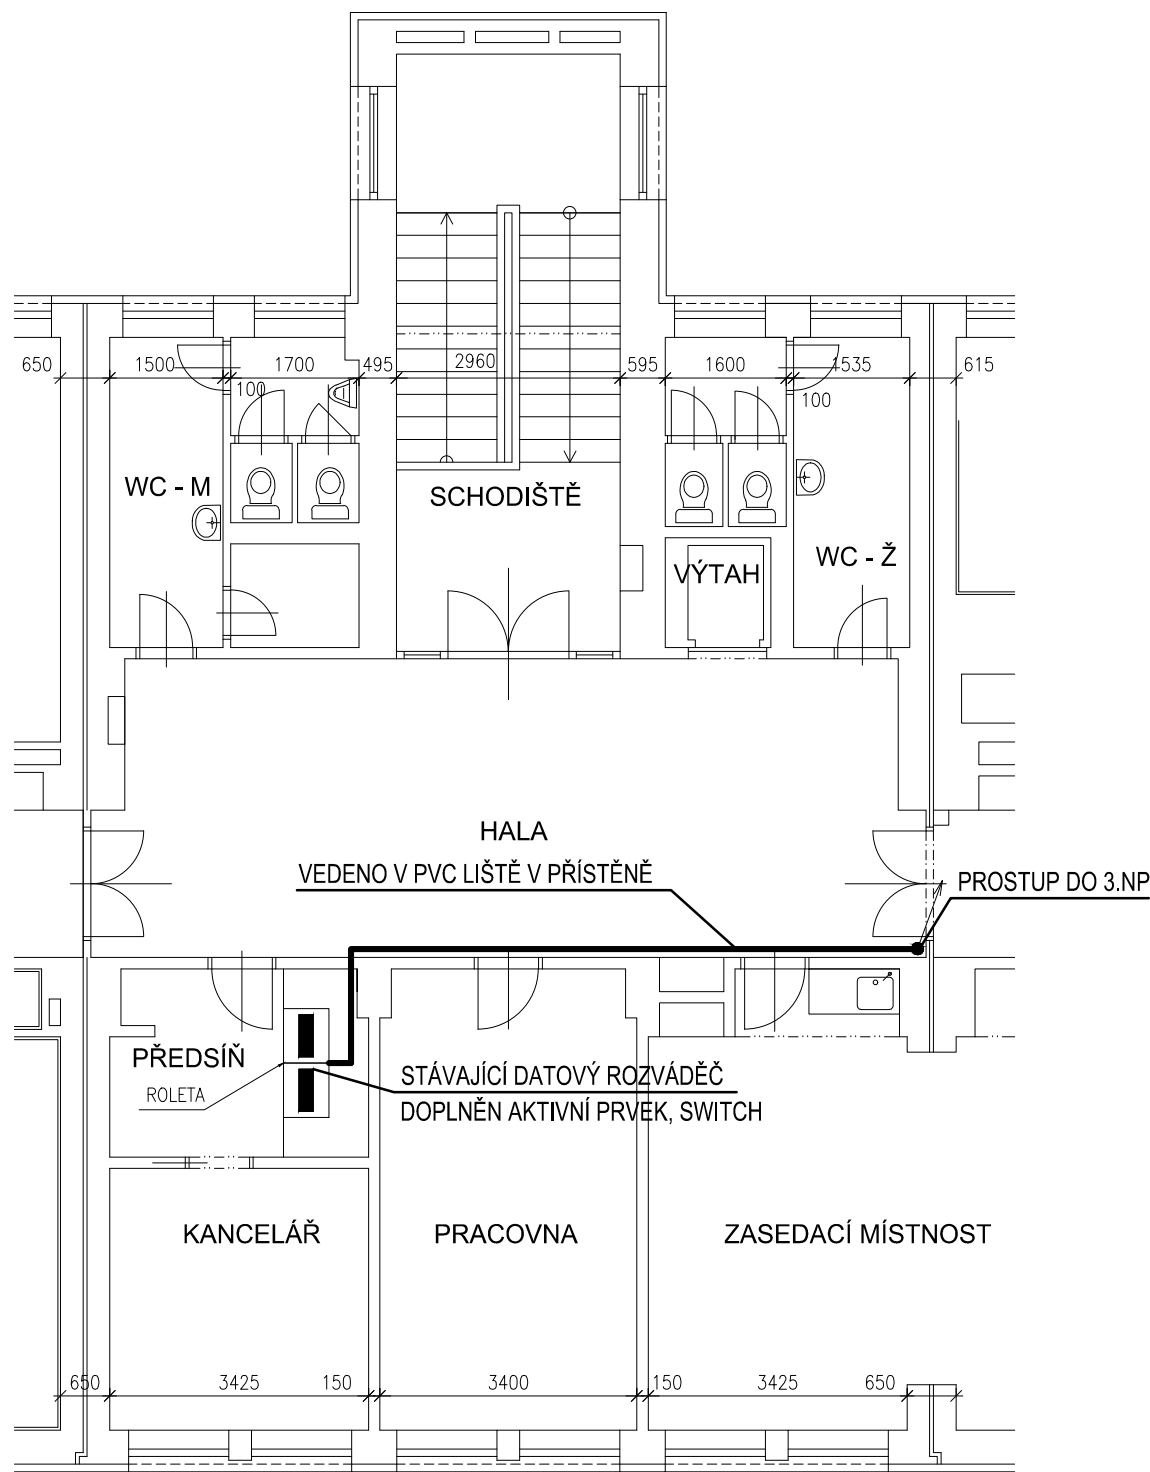 650
1500
1700
495
2960
595
1600
1535
615
100
100
WC - M
SCHODIŠTĚ
VÝTAH
WC - Ž
HALA
VEDENO V PVC LIŠTĚ V PŘÍSTĚNĚ
PROSTUP DO 3.NP
PŘEDSÍŇ
ROLETA
STÁVAJÍCÍ DATOVÝ ROZVÁDĚČ
DOPLNĚN AKTIVNÍ PRVEK, SWITCH
KANCELÁŘ
PRACOVNA
ZASEDACÍ MÍSTNOST
650
3425
150
3400
150
3425
650